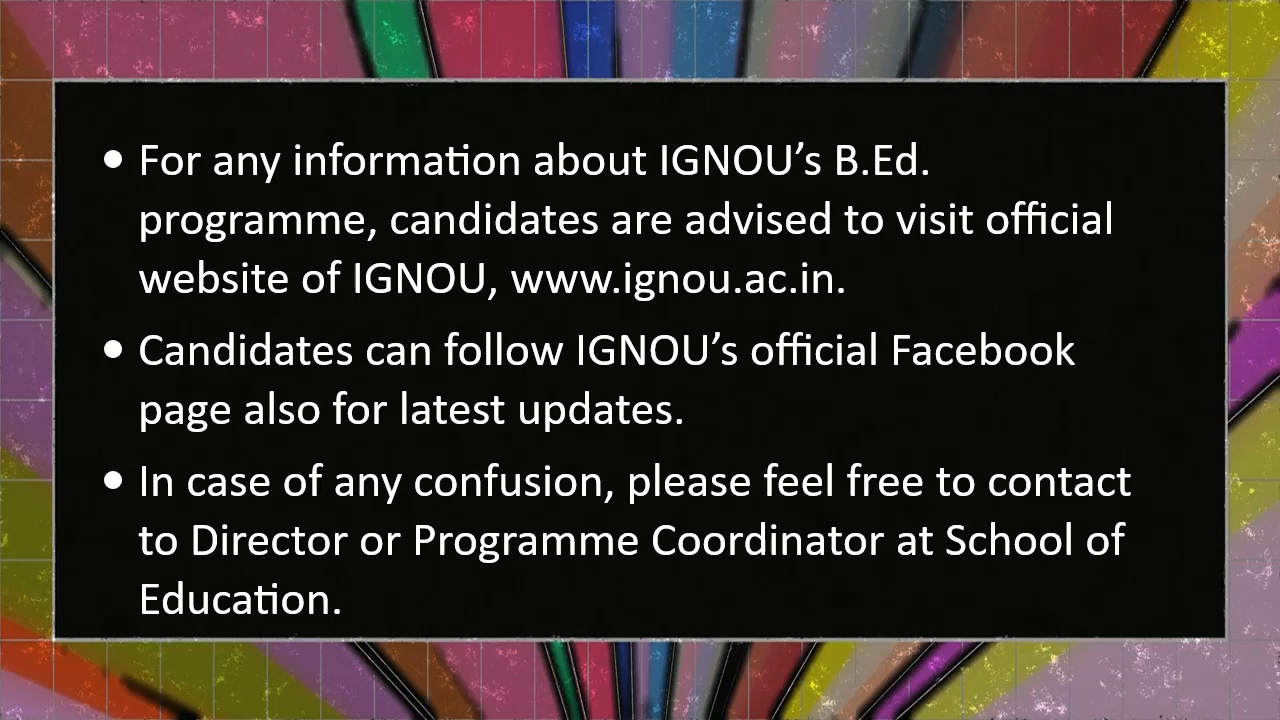 • For any information about IGNOU’s B.Ed.
programme, candidates are advised to visit official
website of IGNOU, www.ignou.ac.in.
• Candidates can follow IGNOU’s official Facebook
page also for latest updates.
• In case of any confusion, please feel free to contact
to Director or Programme Coordinator at School of
Education.